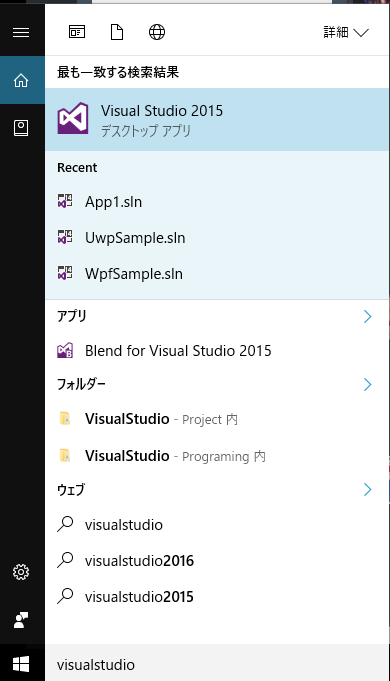 詳細
最も一致する検索結果
Visual Studio 2015
デスクトップ アプリ
Recent
App1.sln
UwpSample.sln
WpfSample.sln
アプリ
Blend for Visual Studio 2015
フォルダー
VisualStudio - Project 内
VisualStudio - Programing 内
ウェブ
visualstudio
visualstudio2016
visualstudio2015
visualstudio